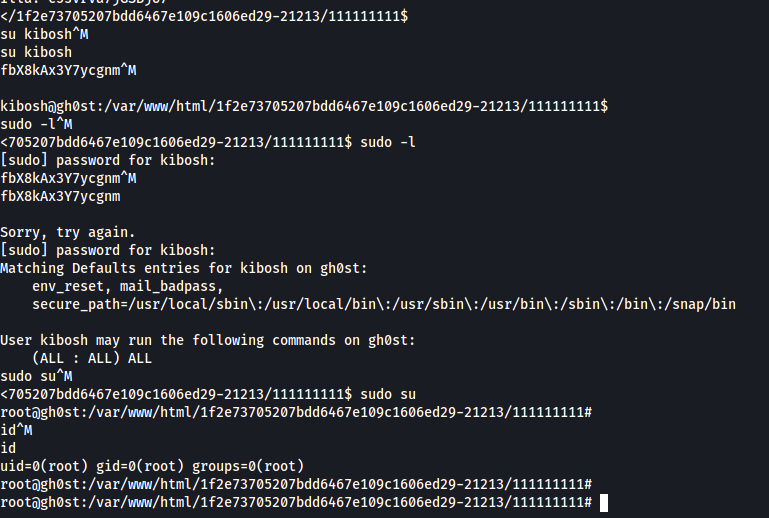 </1f2e73705207bdd6467e109c1606ed29-21213/111111111$
su kibosh^M
su kibosh
fbX8kAx3Y7ycgnm^M
kibosh@gh0st:/var/www/html/1f2e73705207bdd6467e109c1606ed29-21213/111111111$
sudo -l^M
<705207bdd6467e109c1606ed29-21213/111111111$ sudo -l
[sudo] password for kibosh:
fbX8kAx3Y7ycgnm^M
fbX8kAx3Y7ycgnm
Sorry, try again.
[sudo] password for kibosh:
Matching Defaults entries for kibosh on gh0st:
    env_reset, mail_badpass,
    secure_path=/usr/local/sbin\:/usr/local/bin\:/usr/sbin\:/usr/bin\:/sbin\:/bin\:/snap/bin
User kibosh may run the following commands on gh0st:
    (ALL : ALL) ALL
sudo su^M
<705207bdd6467e109c1606ed29-21213/111111111$ sudo su
root@gh0st:/var/www/html/1f2e73705207bdd6467e109c1606ed29-21213/111111111#
id^M
id
uid=0(root) gid=0(root) groups=0(root)
root@gh0st:/var/www/html/1f2e73705207bdd6467e109c1606ed29-21213/111111111#
root@gh0st:/var/www/html/1f2e73705207bdd6467e109c1606ed29-21213/111111111#